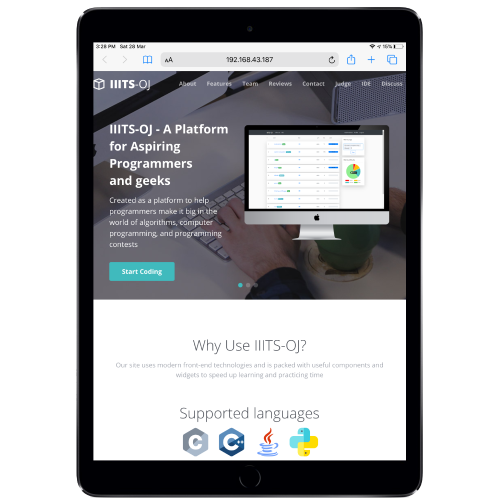 3:28 PM Sat 28 Mar 15%
AA 192.168.43.187
IIITS-OJ About Features Team Reviews Contact Judge IDE Discuss
IIITS-OJ - A Platform
for Aspiring
Programmers
and geeks
Created as a platform to help
programmers make it big in the
world of algorithms, computer
programming, and programming
contests
Start Coding
Why Use IIITS-OJ?
Our site uses modern front-end technologies and is packed with useful components and
widgets to speed up learning and practicing time
Supported languages
C C++